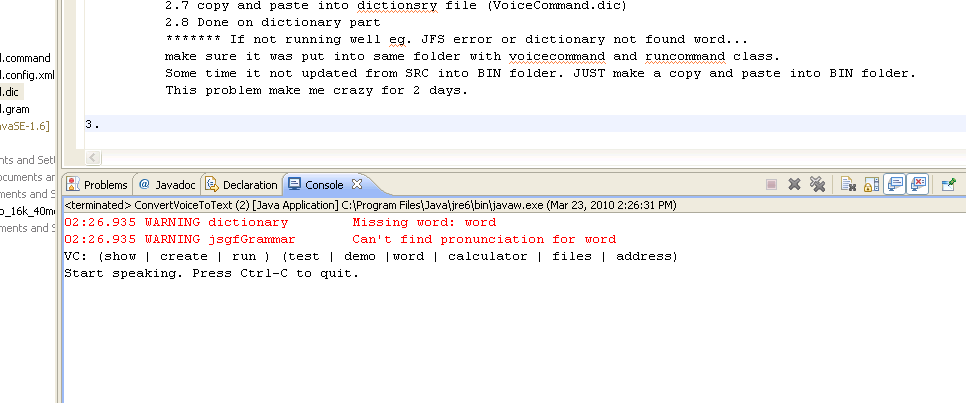 2.7 copy and paste into dictionsry file (VoiceCommand.dic)
2.8 Done on dictionary part
******* If not running well eg. JFS error or dictionary not found word...
make sure it was put into same folder with voicecommand and runcommand class.
Some time it not updated from SRC into BIN folder. JUST make a copy and paste into BIN folder.
This problem make me crazy for 2 days.
3.
d.command
d.config.xml
d.dic
d.gram
avaSE-1.6]
ents and Set
ocuments an
ments and S
o_16k_40m
ments and S
Problems @ Javadoc Declaration Console
<terminated> ConvertVoiceToText (2) [Java Application] C:\Program Files\Java\jre6\bin\javaw.exe (Mar 23, 2010 2:26:31 PM)
02:26.935 WARNING dictionary Missing word: word
02:26.935 WARNING jsgfGrammar Can't find pronunciation for word
VC: (show | create | run ) (test | demo |word | calculator | files | address)
Start speaking. Press Ctrl-C to quit.